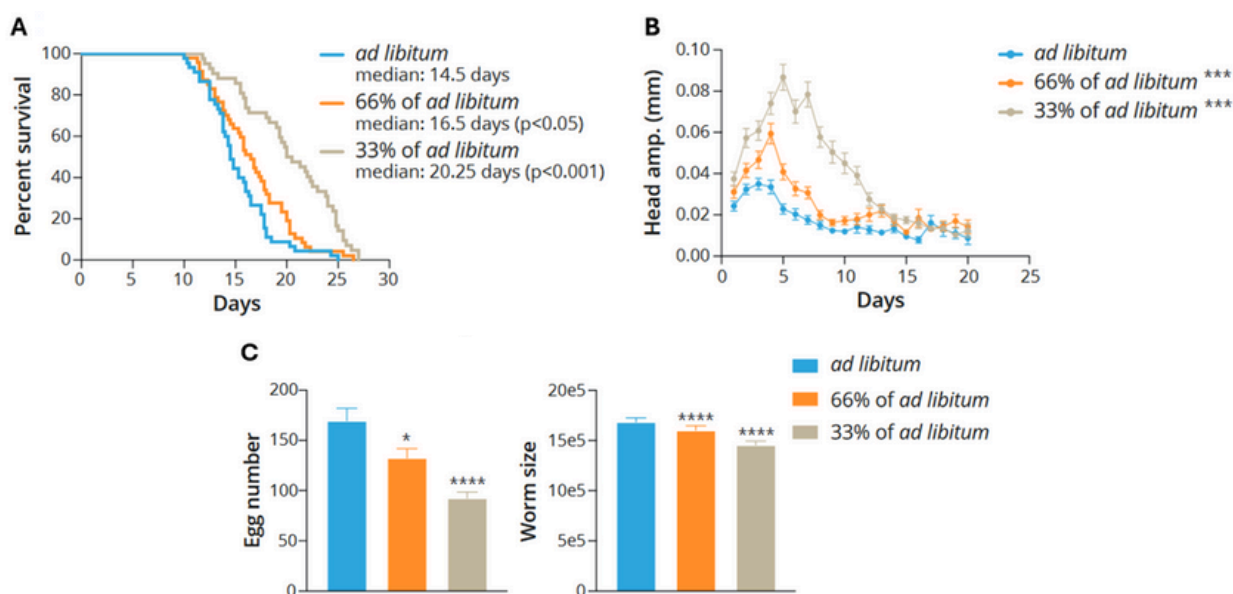 A
Percent survival
100
80
60
40
20
0
0 5 10 15 20 25 30
Days
ad libitum
median: 14.5 days
66% of ad libitum
median: 16.5 days (p<0.05)
33% of ad libitum
median: 20.25 days (p<0.001)
B
Head amp. (mm)
0.10
0.08
0.06
0.04
0.02
0.00
0 5 10 15 20 25
Days
ad libitum
66% of ad libitum ***
33% of ad libitum ***
C
Egg number
200
150
100
50
0
*
****
Worm size
20e5
15e5
10e5
5e5
0
****
****
ad libitum
66% of ad libitum
33% of ad libitum